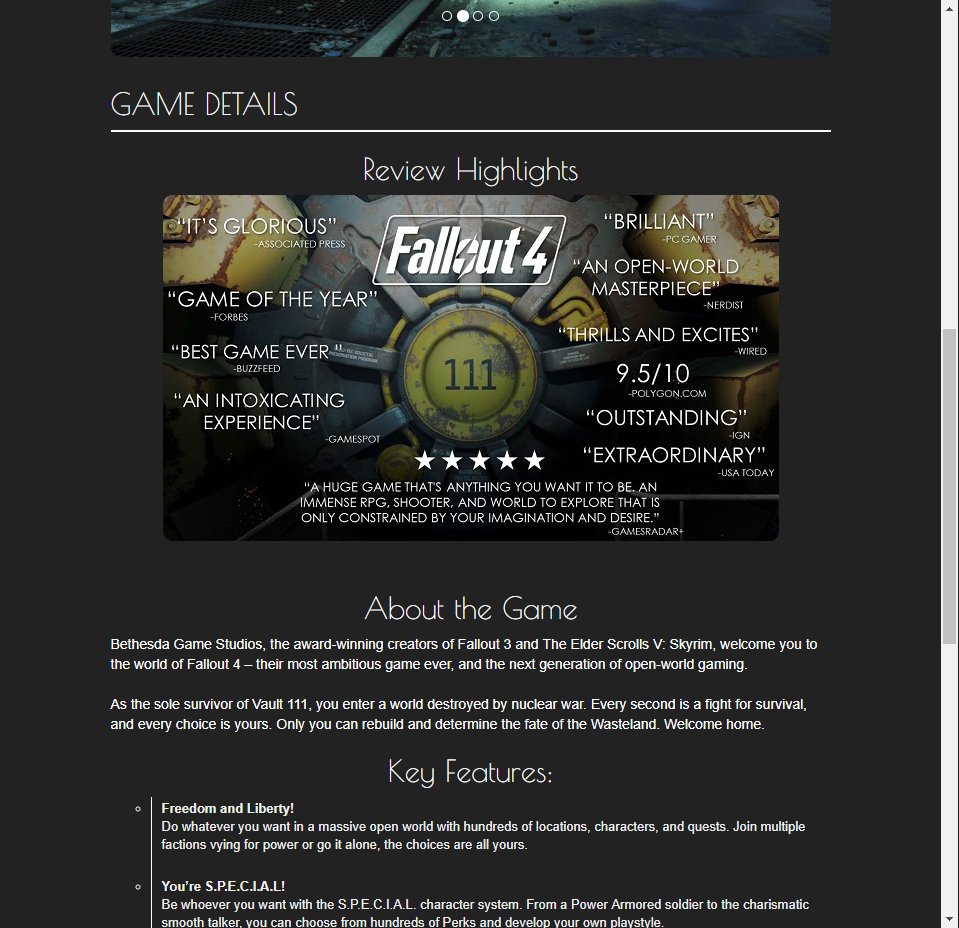 GAME DETAILS
Review Highlights
“IT’S GLORIOUS”
-ASSOCIATED PRESS
“GAME OF THE YEAR”
-FORBES
“BEST GAME EVER ”
-BUZZFEED
“AN INTOXICATING
EXPERIENCE”
-GAMESPOT
Fallout 4
111
“BRILLIANT”
-PC GAMER
“AN OPEN-WORLD
MASTERPIECE”
-NERDIST
“THRILLS AND EXCITES”
-WIRED
9.5/10
-POLYGON.COM
“OUTSTANDING”
-IGN
“EXTRAORDINARY”
-USA TODAY
“A HUGE GAME THAT'S ANYTHING YOU WANT IT TO BE. AN
IMMENSE RPG, SHOOTER, AND WORLD TO EXPLORE THAT IS
ONLY CONSTRAINED BY YOUR IMAGINATION AND DESIRE.”
-GAMESRADAR+
About the Game
Bethesda Game Studios, the award-winning creators of Fallout 3 and The Elder Scrolls V: Skyrim, welcome you to
the world of Fallout 4 – their most ambitious game ever, and the next generation of open-world gaming.
As the sole survivor of Vault 111, you enter a world destroyed by nuclear war. Every second is a fight for survival,
and every choice is yours. Only you can rebuild and determine the fate of the Wasteland. Welcome home.
Key Features:
Freedom and Liberty!
Do whatever you want in a massive open world with hundreds of locations, characters, and quests. Join multiple
factions vying for power or go it alone, the choices are all yours.
You’re S.P.E.C.I.A.L!
Be whoever you want with the S.P.E.C.I.A.L. character system. From a Power Armored soldier to the charismatic
smooth talker, you can choose from hundreds of Perks and develop your own playstyle.